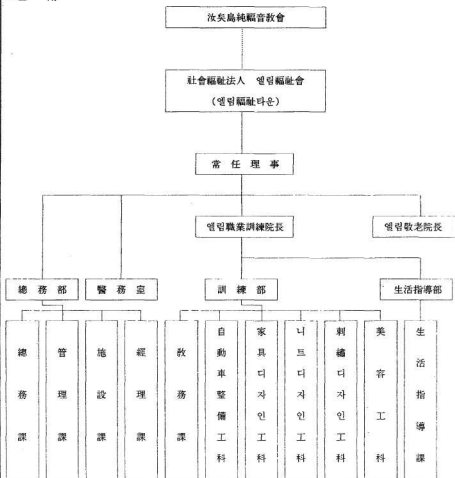 汝矣島純福音敎會
社會福祉法人 엘림福祉會
(엘림福祉타운)
常任理事
엘림職業訓練院長
엘림敬老院長
總務部
醫務室
訓練部
生活指導部
總務課
管理課
施設課
經理課
敎務課
自動車整備工科
家具디자인工科
니트디자인工科
刺繡디자인工科
美容工科
生活指導課